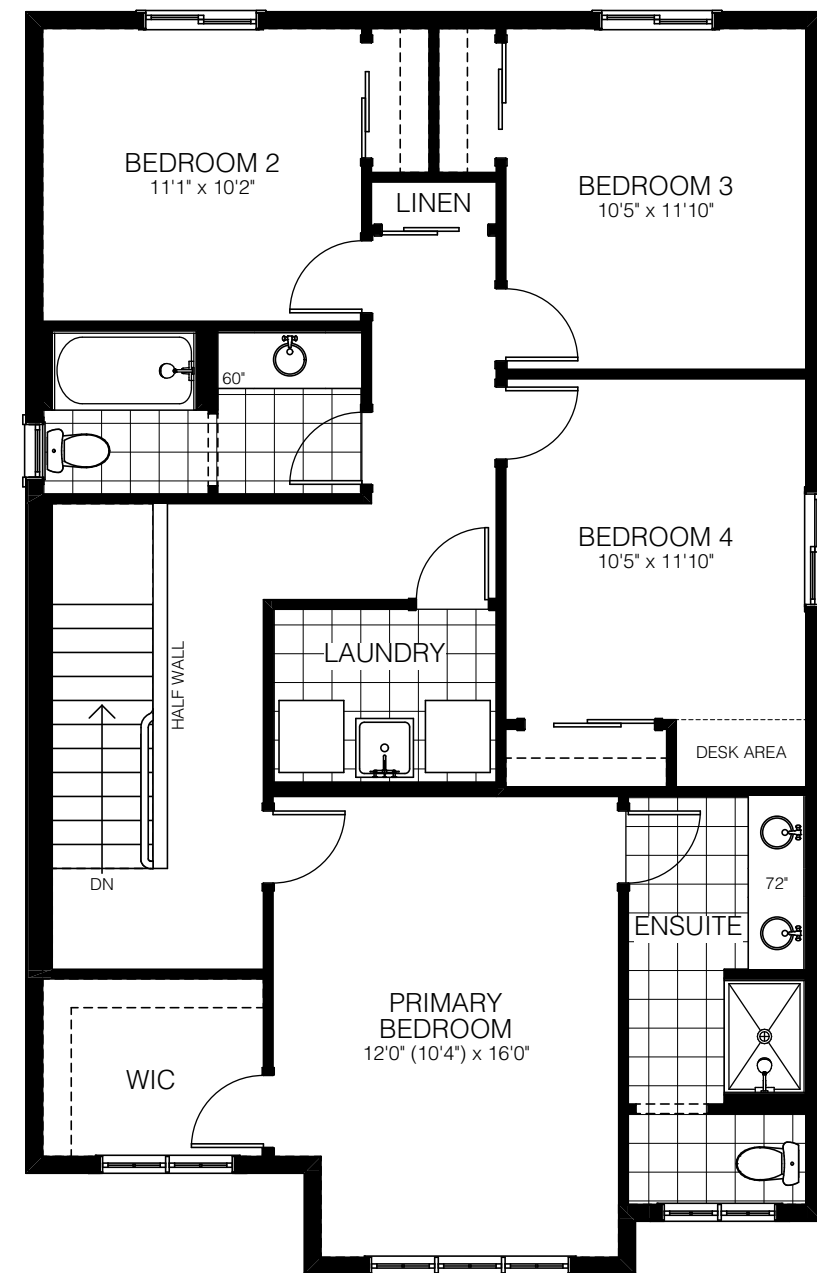 BEDROOM 2
11'1" x 10'2"
BEDROOM 3
10'5" x 11'10"
LINEN
60"
BEDROOM 4
10'5" x 11'10"
LAUNDRY
HALF WALL
DESK AREA
DN
72"
ENSUITE
PRIMARY
BEDROOM
12'0" (10'4") x 16'0"
WIC